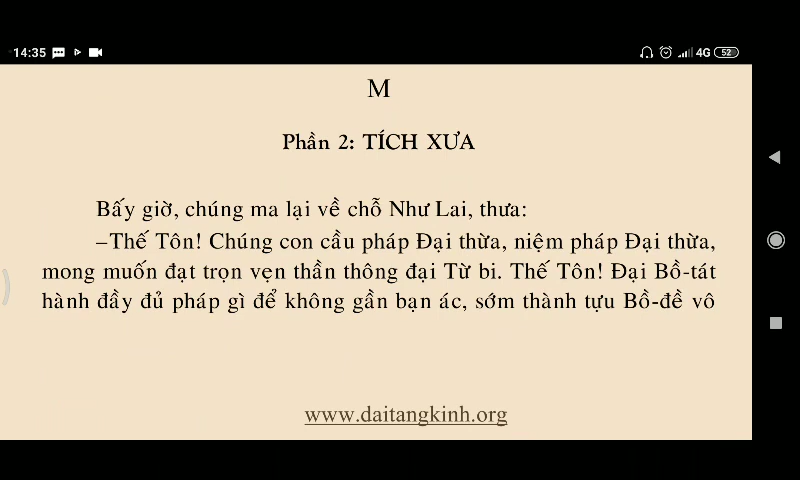 14:35
4G 52
M
Phần 2: TÍCH XƯA
Bấy giờ, chúng ma lại về chỗ Như Lai, thưa:
–Thế Tôn! Chúng con cầu pháp Đại thừa, niệm pháp Đại thừa,
mong muốn đạt trọn vẹn thần thông đại Từ bi. Thế Tôn! Đại Bồ-tát
hành đầy đủ pháp gì để không gần bạn ác, sớm thành tựu Bồ-đề vô
www.daitangkinh.org